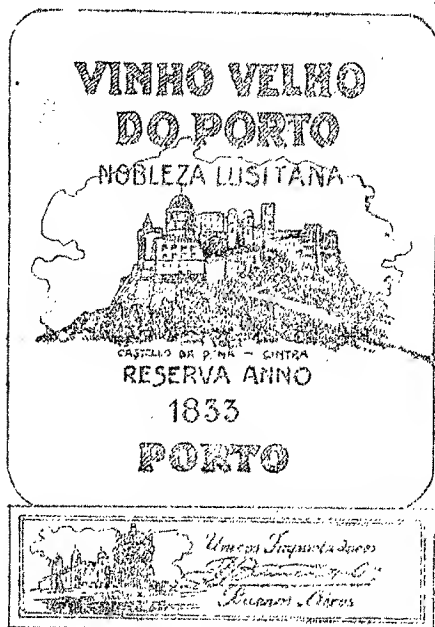 VINHO VELHO
DO PORTO
NOBLEZA LUSITANA
CASTELLO DA PENA - CINTRA
RESERVA ANNO
1833
PORTO
Unicos Importadores
Buenos Aires